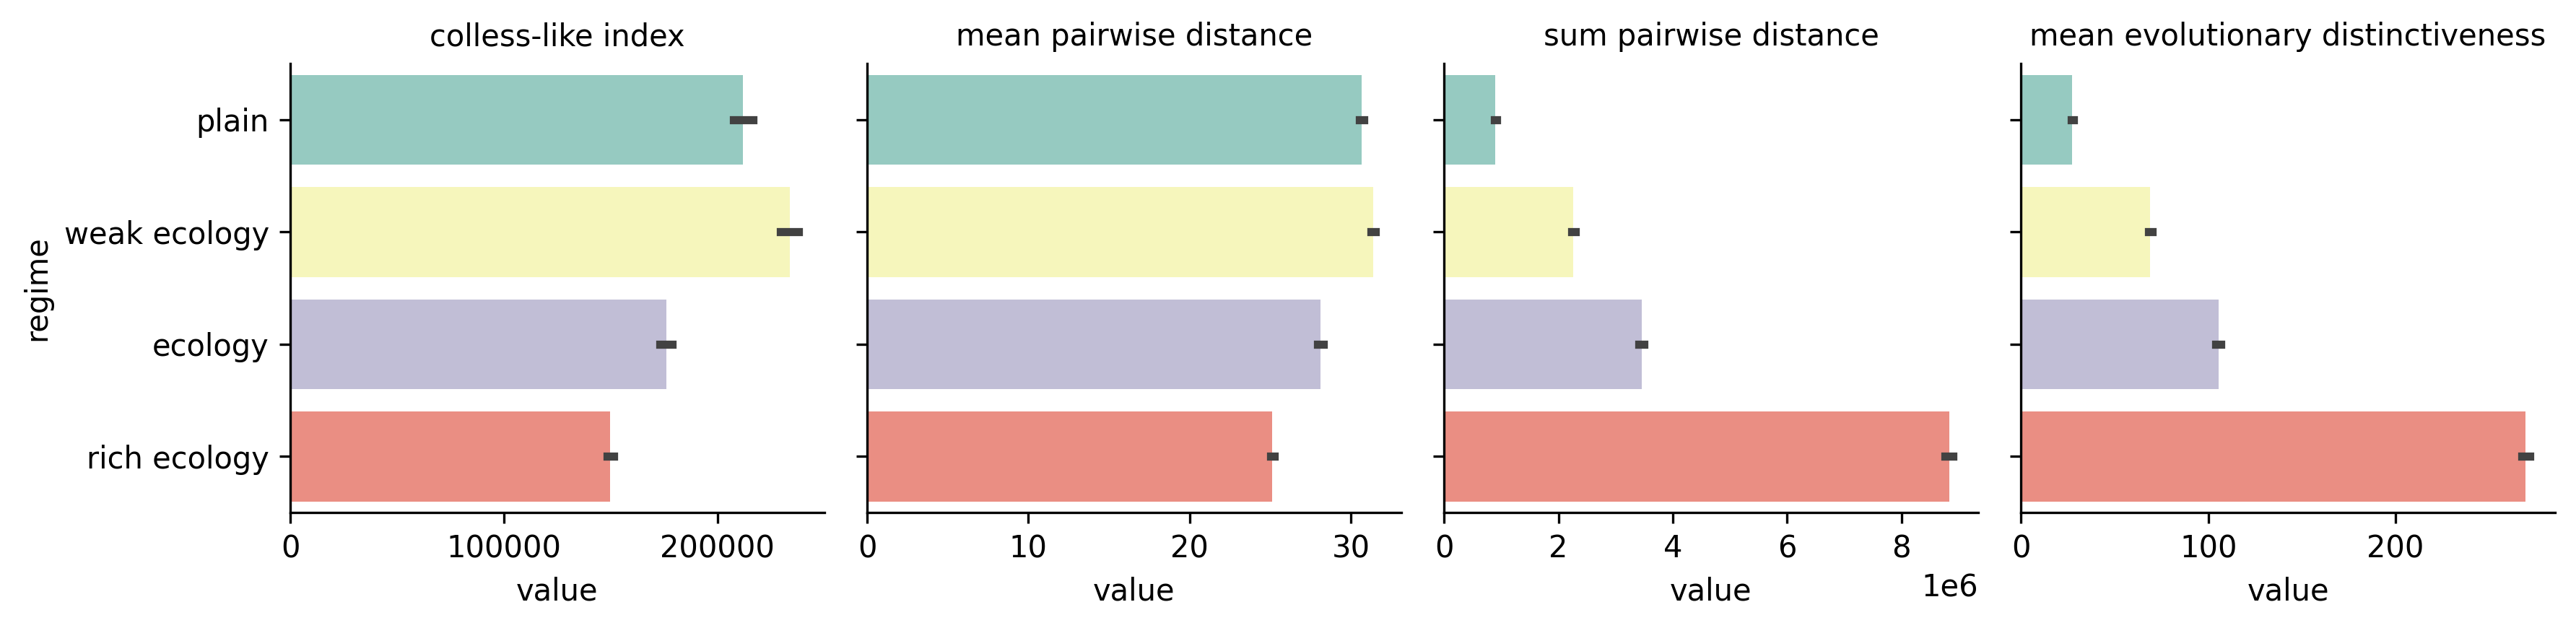 colless-like index
mean pairwise distance
sum pairwise distance
mean evolutionary distinctiveness
regime
plain
weak ecology
ecology
rich ecology
0 100000 200000
0 10 20 30
0 2 4 6 8
0 100 200
1e6
value
value
value
value